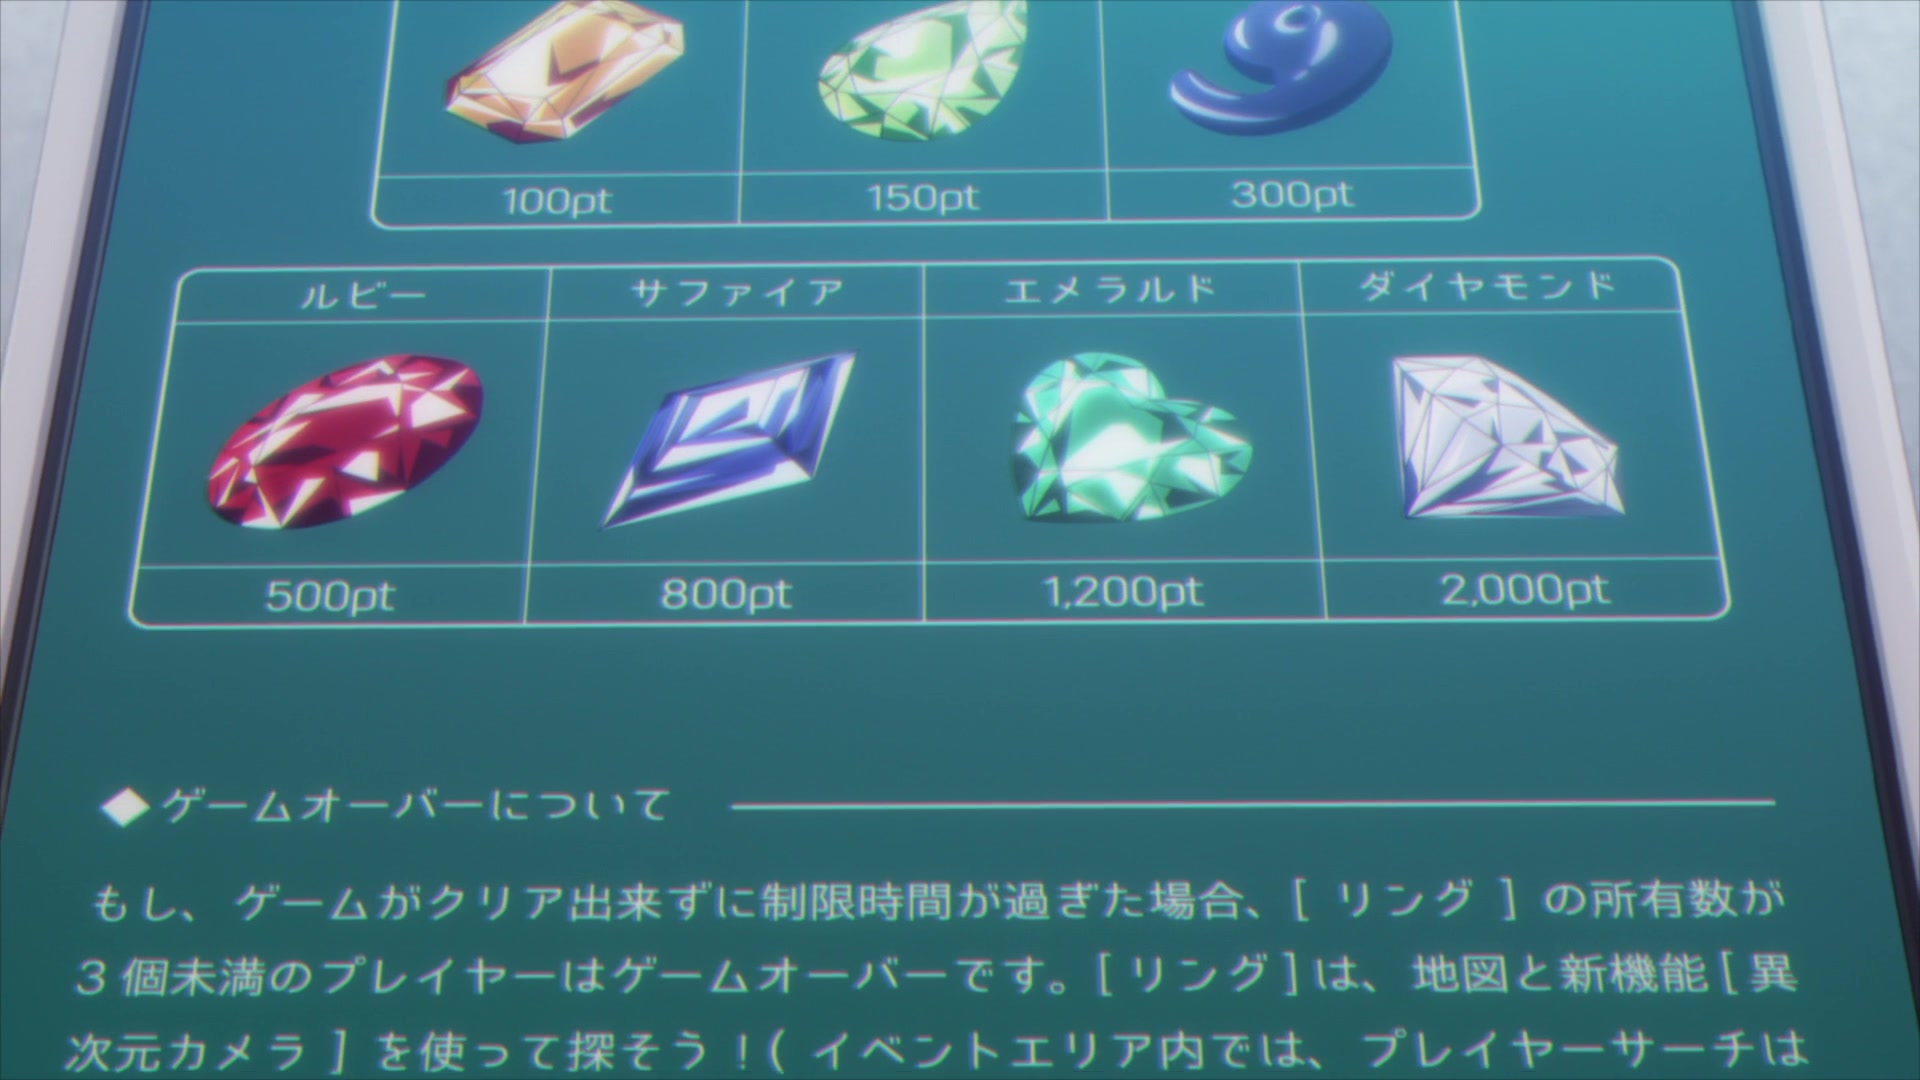 100pt 150pt 300pt
ルビー サファイア エメラルド ダイヤモンド
500pt 800pt 1,200pt 2,000pt
◆ゲームオーバーについて
もし、ゲームがクリア出来ずに制限時間が過ぎた場合、[ リング ] の所有数が
3 個未満のプレイヤーはゲームオーバーです。[ リング ] は、地図と新機能 [ 異
次元カメラ ] を使って探そう！( イベントエリア内では、プレイヤーサーチは